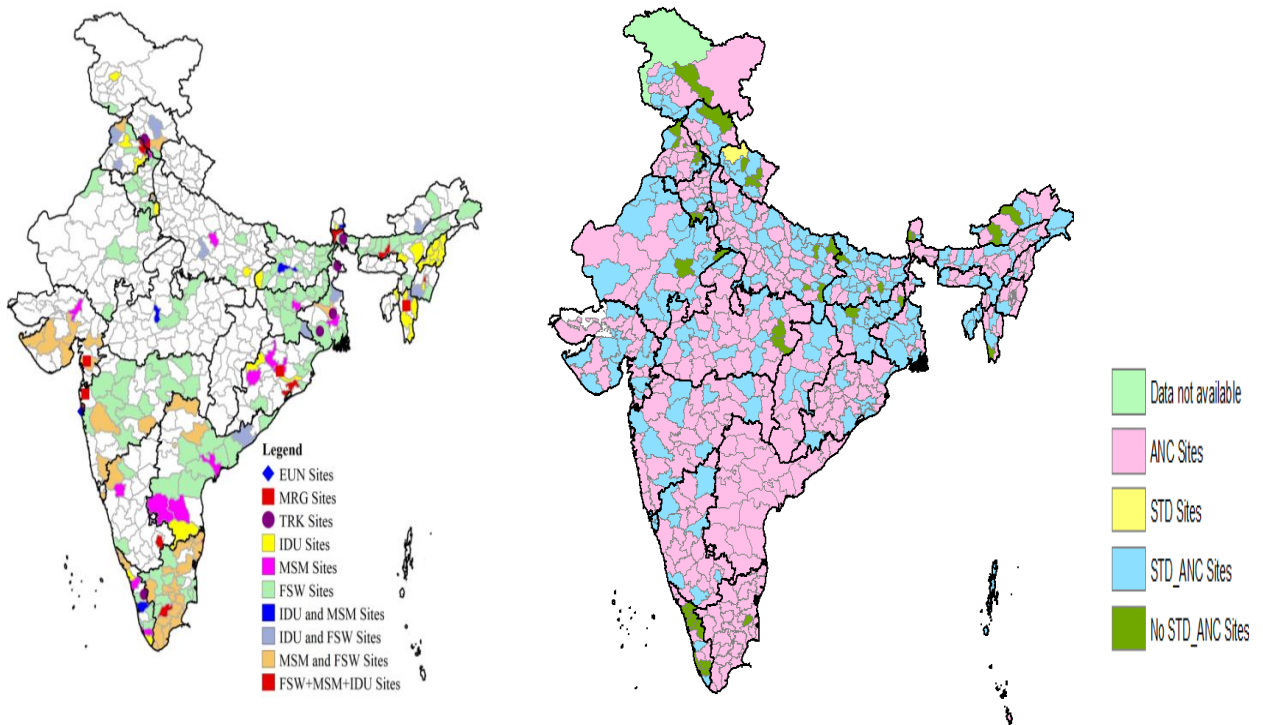 Legend
EUN Sites
MRG Sites
TRK Sites
IDU Sites
MSM Sites
FSW Sites
IDU and MSM Sites
IDU and FSW Sites
MSM and FSW Sites
FSW+MSM+IDU Sites
Data not available
ANC Sites
STD Sites
STD_ANC Sites
No STD_ANC Sites